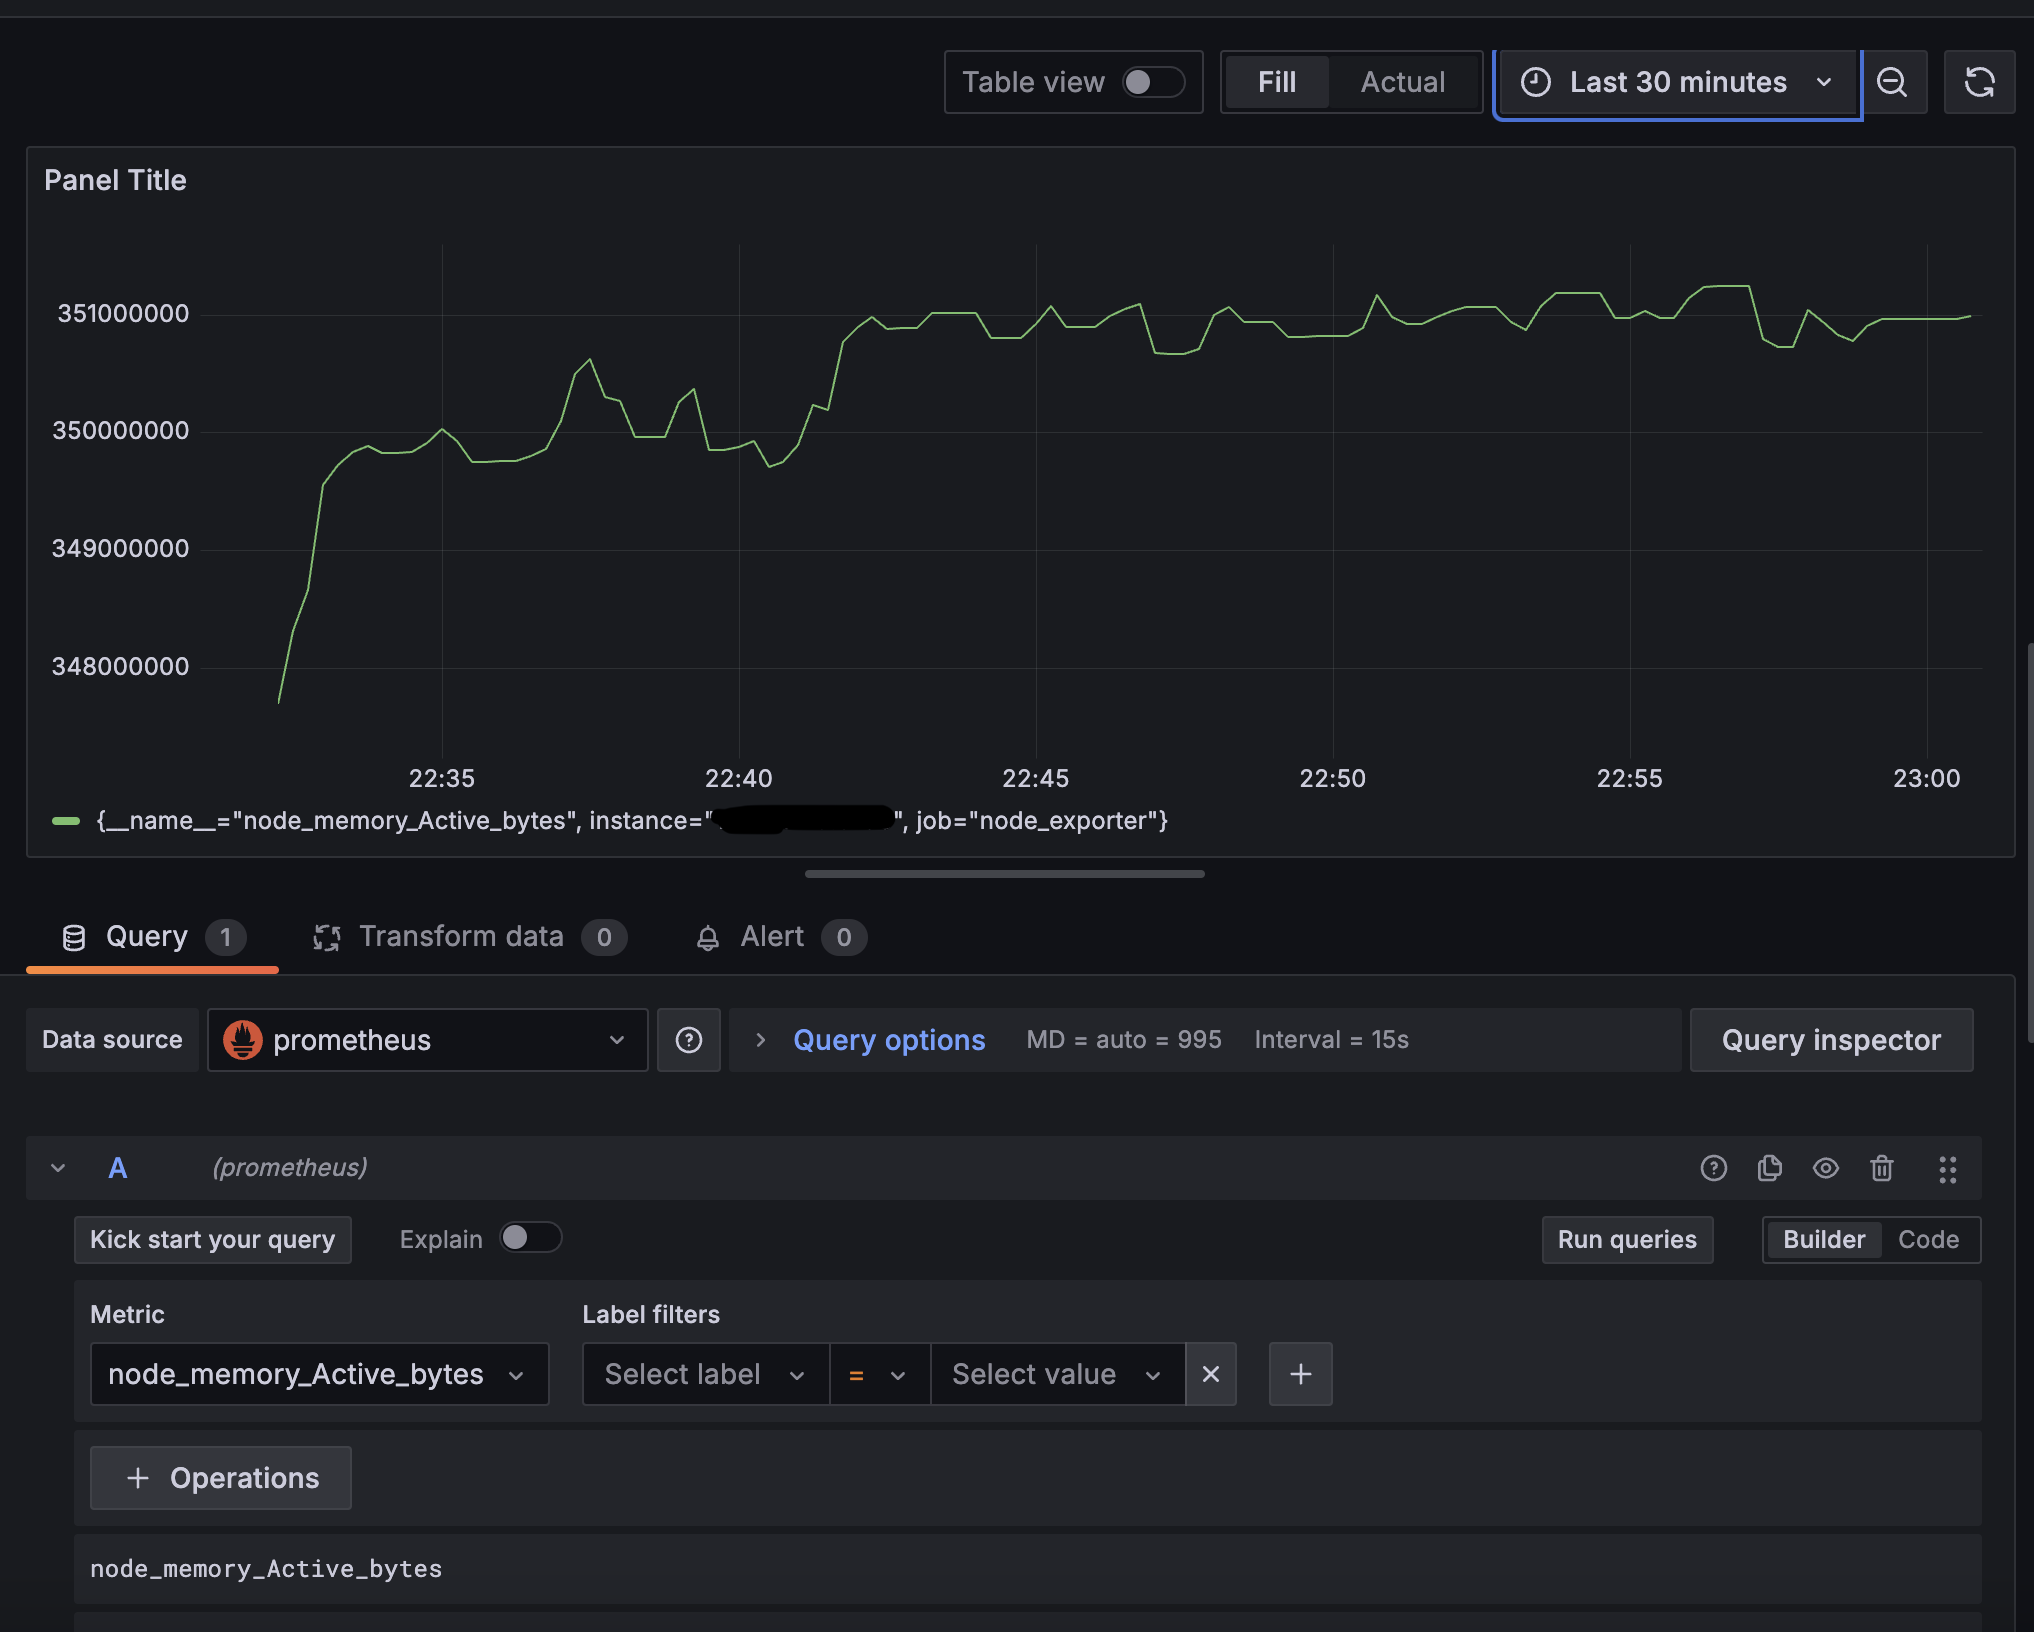 Table view Fill Actual Last 30 minutes
Panel Title
351000000
350000000
349000000
348000000
22:35 22:40 22:45 22:50 22:55 23:00
{__name__="node_memory_Active_bytes", instance="", job="node_exporter"}
Query 1 Transform data 0 Alert 0
Data source prometheus Query options MD = auto = 995 Interval = 15s Query inspector
A (prometheus)
Kick start your query Explain Run queries Builder Code
Metric Label filters
node_memory_Active_bytes Select label = Select value
+ Operations
node_memory_Active_bytes